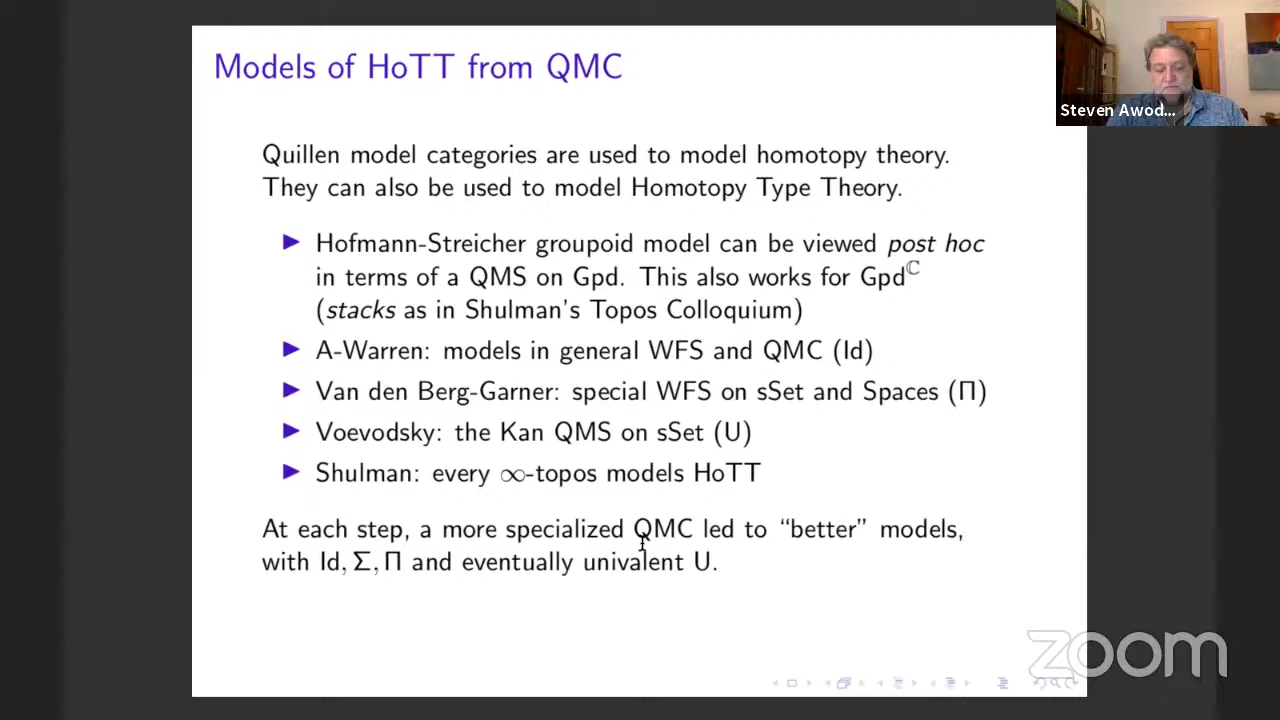 Models of HoTT from QMC
Steven Awod...
Quillen model categories are used to model homotopy theory.
They can also be used to model Homotopy Type Theory.
▶ Hofmann-Streicher groupoid model can be viewed post hoc
in terms of a QMS on Gpd. This also works for Gpd^ℂ
(stacks as in Shulman's Topos Colloquium)
▶ A-Warren: models in general WFS and QMC (Id)
▶ Van den Berg-Garner: special WFS on sSet and Spaces (Π)
▶ Voevodsky: the Kan QMS on sSet (U)
▶ Shulman: every ∞-topos models HoTT
At each step, a more specialized QMC led to “better” models,
with Id, Σ, Π and eventually univalent U.
zoom